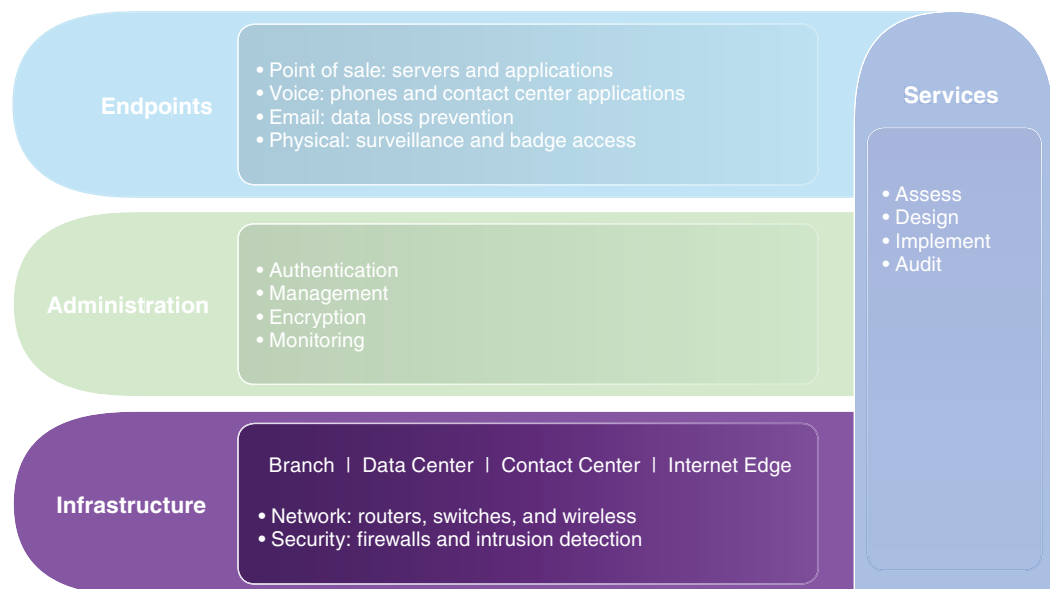 Endpoints
• Point of sale: servers and applications
• Voice: phones and contact center applications
• Email: data loss prevention
• Physical: surveillance and badge access
Services
• Assess
• Design
• Implement
• Audit
Administration
• Authentication
• Management
• Encryption
• Monitoring
Infrastructure
Branch | Data Center | Contact Center | Internet Edge
• Network: routers, switches, and wireless
• Security: firewalls and intrusion detection